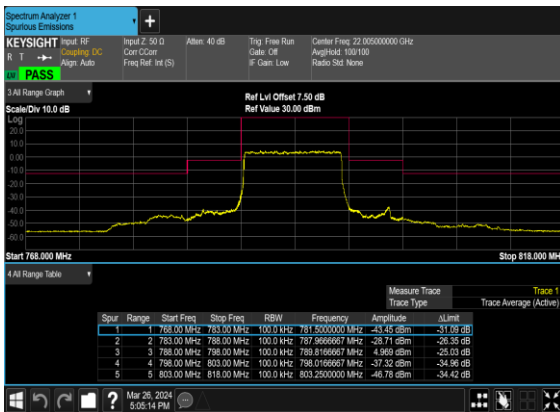 Spectrum Analyzer 1
Spurious Emissions
KEYSIGHT
R T
Input: RF
Coupling: DC
Align: Auto
Input Z: 50 Ω
Corr CCorr
Freq Ref: Int (S)
Atten: 40 dB
Trig: Free Run
Gate: Off
IF Gain: Low
Center Freq: 22.005000000 GHz
Avg|Hold: 100/100
Radio Std: None
PASS
3 All Range Graph
Scale/Div 10.0 dB
Ref Lvl Offset 7.50 dB
Ref Value 30.00 dBm
Log
20.0
10.0
0.00
-10.0
-20.0
-30.0
-40.0
-50.0
-60.0
Start 768.000 MHz
Stop 818.000 MH
4 All Range Table
Measure Trace Trace 1
Trace Type Trace Average (Active)
Spur Range Start Freq Stop Freq RBW Frequency Amplitude ΔLimit
1 1 768.00 MHz 783.00 MHz 100.0 kHz 781.5000000 MHz -43.45 dBm -31.09 dB
2 2 783.00 MHz 788.00 MHz 100.0 kHz 787.9666667 MHz -28.71 dBm -26.35 dB
3 3 788.00 MHz 798.00 MHz 100.0 kHz 789.8166667 MHz 4.969 dBm -25.03 dB
4 4 798.00 MHz 803.00 MHz 100.0 kHz 798.0166667 MHz -37.32 dBm -34.96 dB
5 5 803.00 MHz 818.00 MHz 100.0 kHz 803.2500000 MHz -46.78 dBm -34.42 dB
Mar 26, 2024
5:05:14 PM